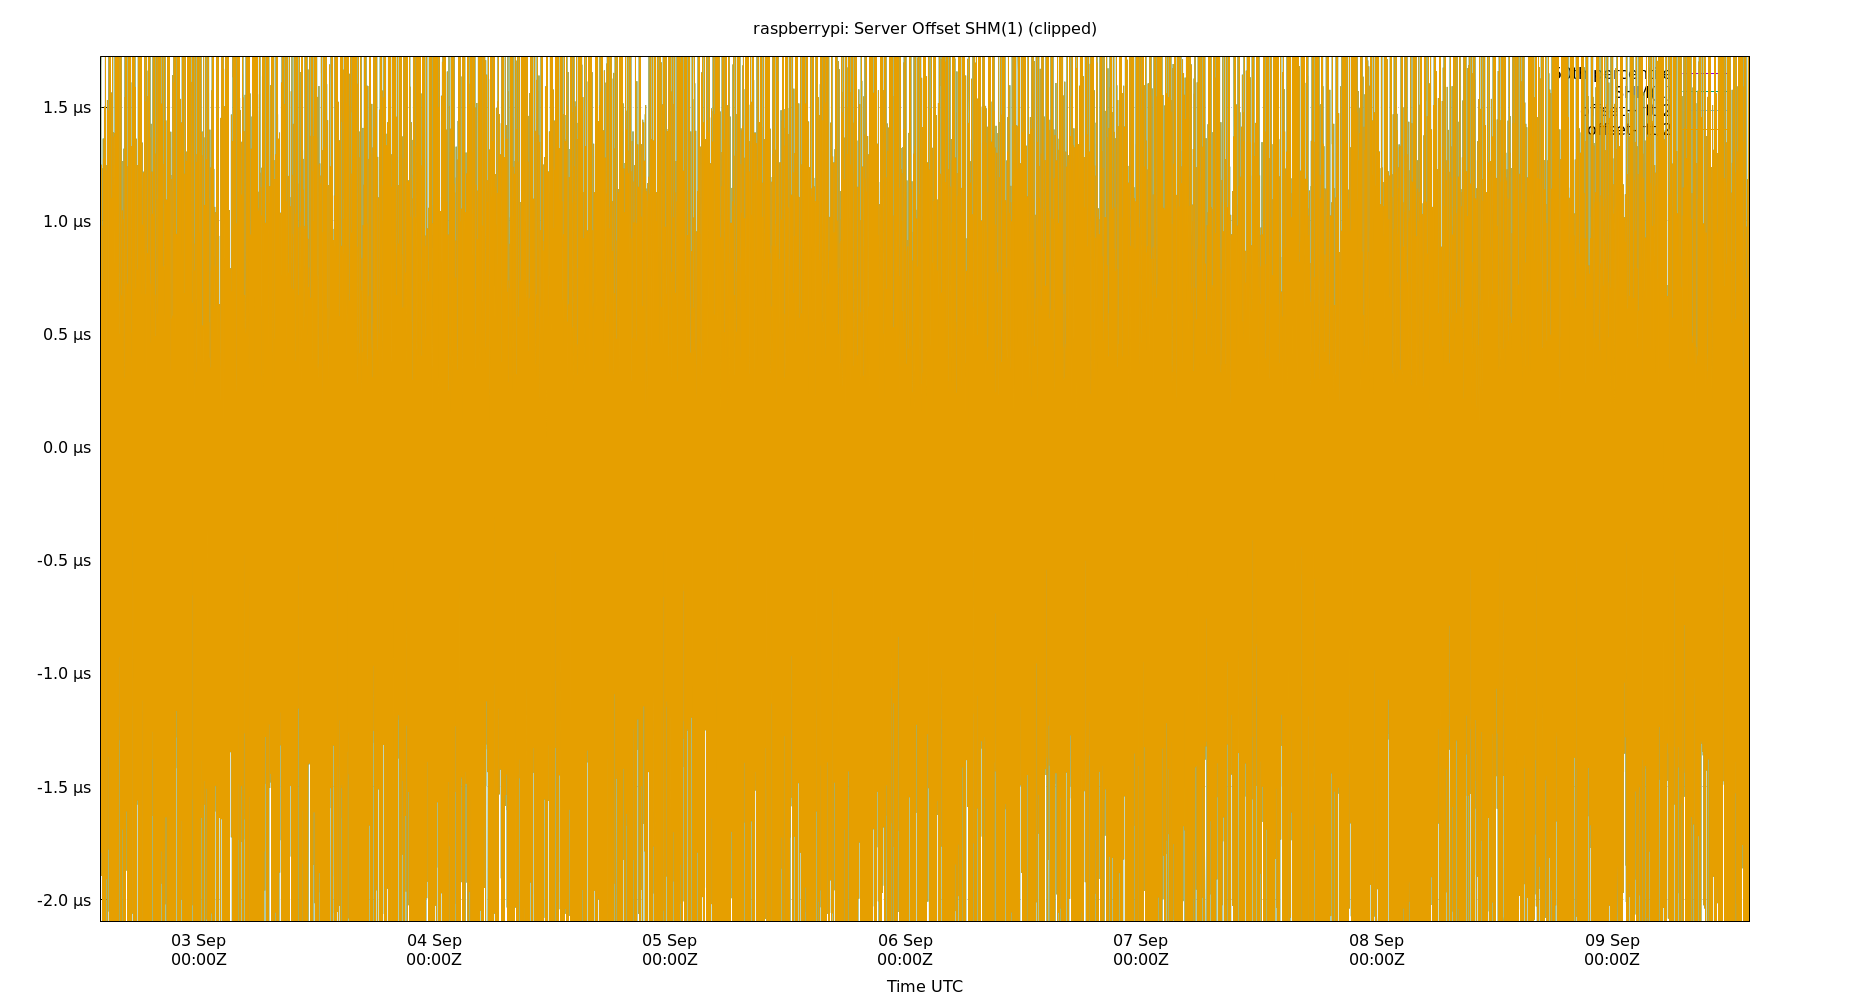 raspberrypi: Server Offset SHM(1) (clipped)
50th percentile
1.5 µs
1.0 µs
0.5 µs
0.0 µs
-0.5 µs
-1.0 µs
-1.5 µs
-2.0 µs
03 Sep 04 Sep 05 Sep 06 Sep 07 Sep 08 Sep 09 Sep
00:00Z 00:00Z 00:00Z 00:00Z 00:00Z 00:00Z 00:00Z
Time UTC